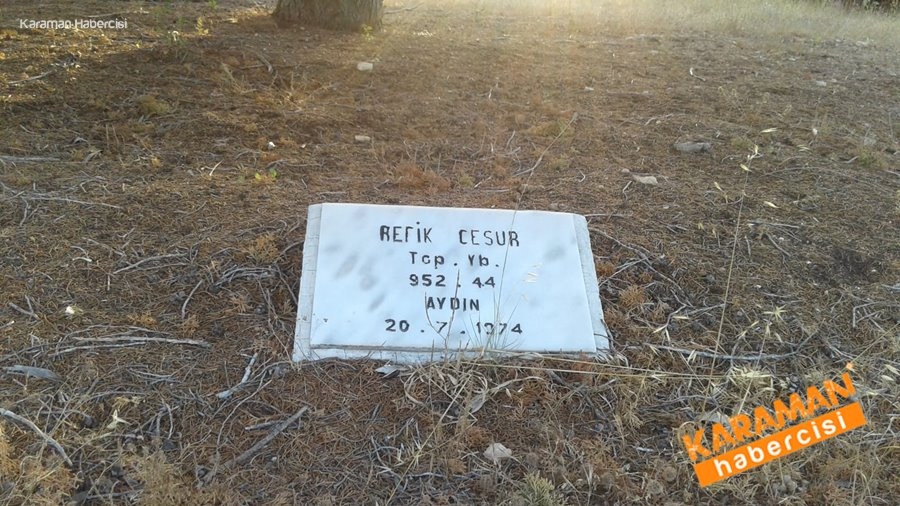 Karaman Habercisi
REFİK CESUR
Top. Yb.
952 44
AYDIN
20.7.1974
KARAMAN
habercisi